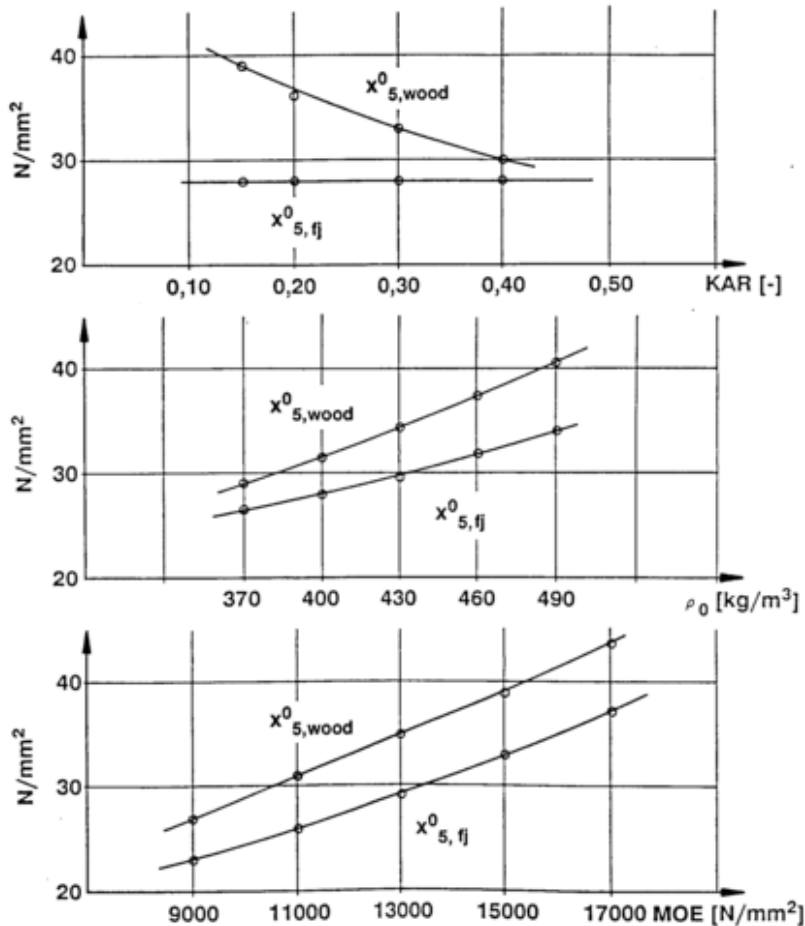 N/mm²
40
30
20
x⁰5,wood
x⁰5,fj
0,10 0,20 0,30 0,40 0,50 KAR [-]
N/mm²
40
30
20
x⁰5,wood
x⁰5,fj
370 400 430 460 490 ρ₀ [kg/m³]
N/mm²
40
30
20
x⁰5,wood
x⁰5,fj
9000 11000 13000 15000 17000 MOE [N/mm²]